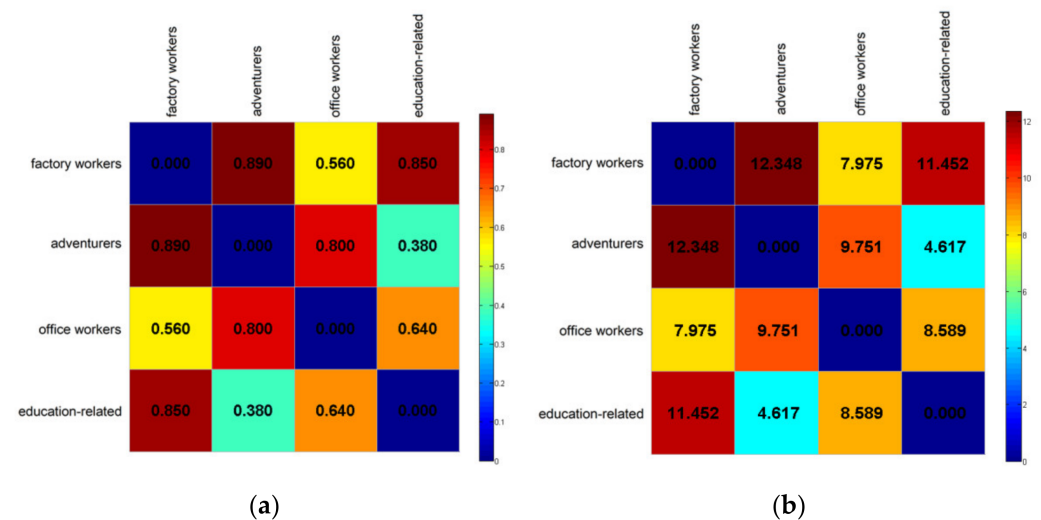 factory workers
adventurers
office workers
education-related
factory workers 0.000 0.890 0.560 0.850
adventurers 0.890 0.000 0.800 0.380
office workers 0.560 0.800 0.000 0.640
education-related 0.850 0.380 0.640 0.000
0.8
0.7
0.6
0.5
0.4
0.3
0.2
0.1
0
(a)
factory workers
adventurers
office workers
education-related
factory workers 0.000 12.348 7.975 11.452
adventurers 12.348 0.000 9.751 4.617
office workers 7.975 9.751 0.000 8.589
education-related 11.452 4.617 8.589 0.000
12
10
8
6
4
2
0
(b)